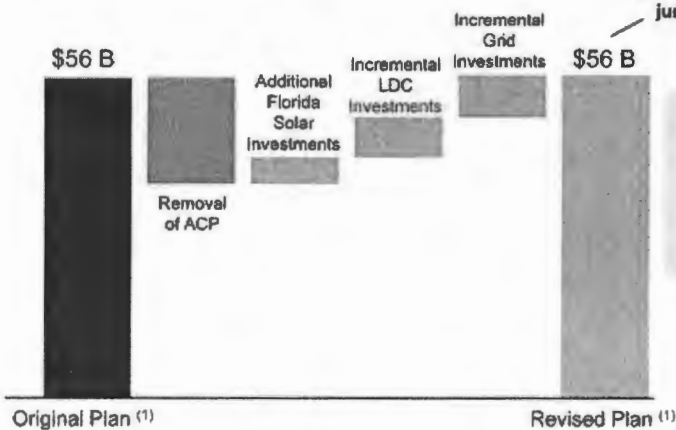 $56 B
Removal
of ACP
Additional
Florida
Solar
Investments
Incremental
LDC
Investments
Incremental
Grid
Investments
$56 B
Original Plan (1)
Revised Plan (1)